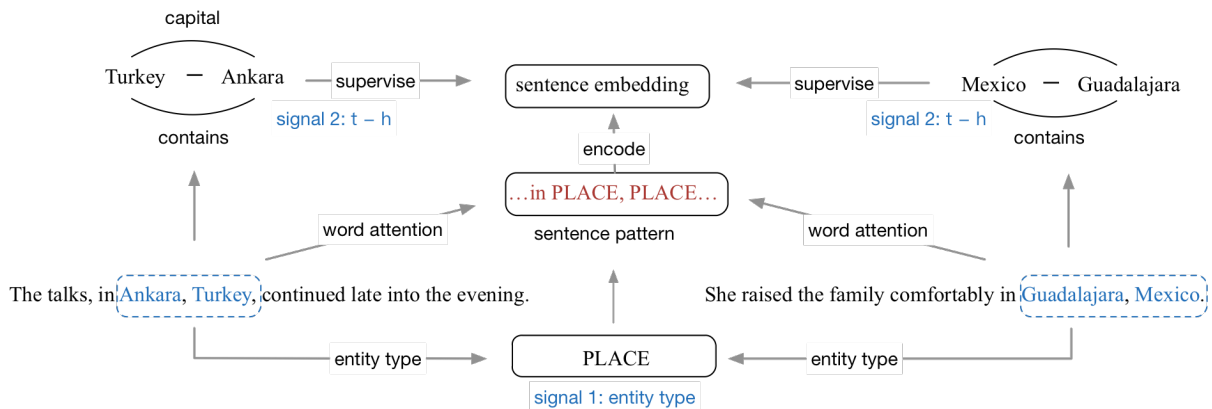 capital
Turkey – Ankara
supervise
sentence embedding
supervise
Mexico – Guadalajara
signal 2: t – h
signal 2: t – h
contains
contains
encode
…in PLACE, PLACE…
word attention
sentence pattern
word attention
The talks, in Ankara, Turkey, continued late into the evening.
She raised the family comfortably in Guadalajara, Mexico.
entity type
PLACE
entity type
signal 1: entity type